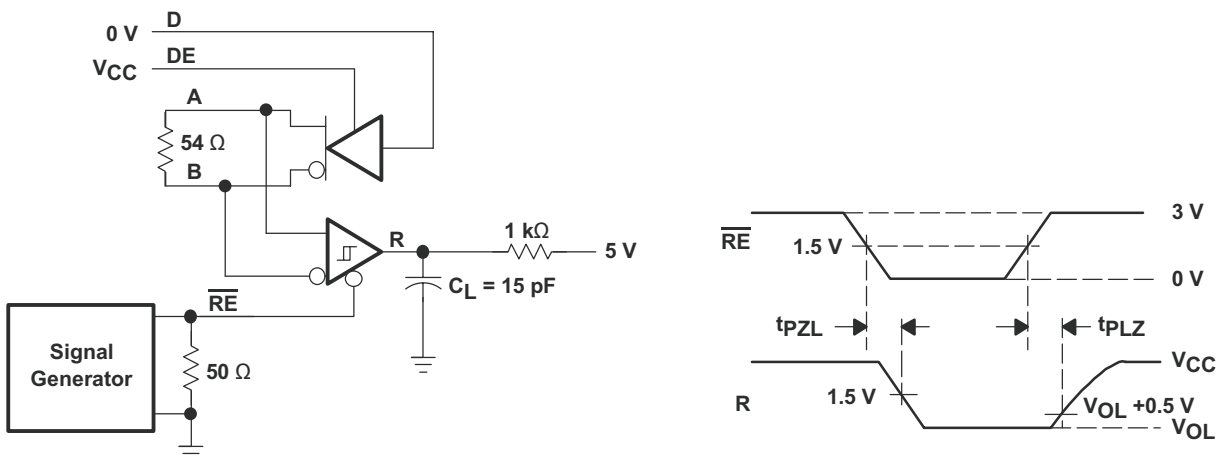 D
0 V
DE
VCC
A
54 Ω
B
R
1 kΩ
5 V
CL = 15 pF
RE
Signal
Generator
50 Ω
3 V
RE
1.5 V
0 V
tPZL
tPLZ
VCC
1.5 V
R
VOL +0.5 V
VOL